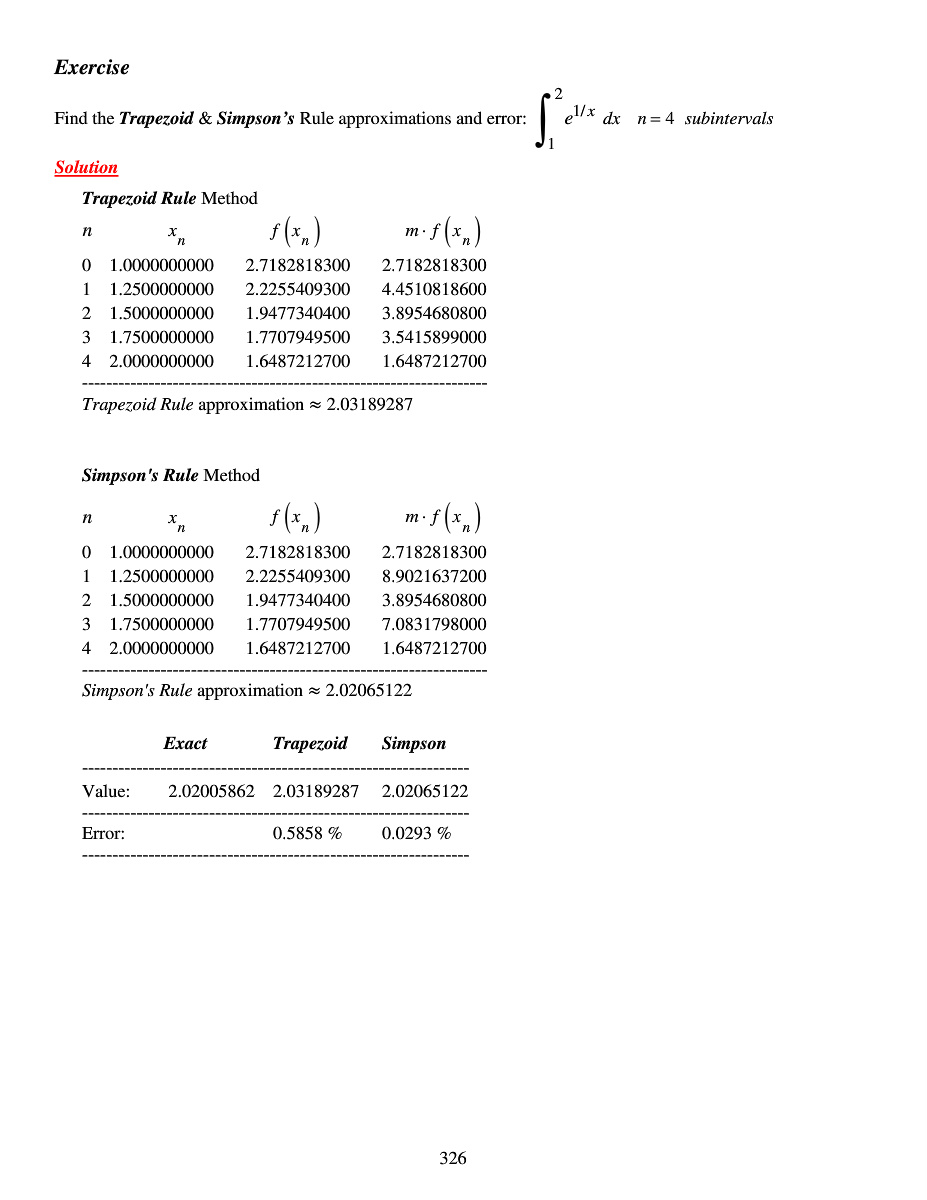 Exercise
Find the Trapezoid & Simpson's Rule approximations and error: ∫₁² e^{1/x} dx n = 4 subintervals
Solution
Trapezoid Rule Method
n x_n f(x_n) m · f(x_n)
0 1.0000000000 2.7182818300 2.7182818300
1 1.2500000000 2.2255409300 4.4510818600
2 1.5000000000 1.9477340400 3.8954680800
3 1.7500000000 1.7707949500 3.5415899000
4 2.0000000000 1.6487212700 1.6487212700
--------------------------------------------------------------------
Trapezoid Rule approximation ≈ 2.03189287
Simpson's Rule Method
n x_n f(x_n) m · f(x_n)
0 1.0000000000 2.7182818300 2.7182818300
1 1.2500000000 2.2255409300 8.9021637200
2 1.5000000000 1.9477340400 3.8954680800
3 1.7500000000 1.7707949500 7.0831798000
4 2.0000000000 1.6487212700 1.6487212700
--------------------------------------------------------------------
Simpson's Rule approximation ≈ 2.02065122
Exact Trapezoid Simpson
-----------------------------------------------------------------
Value: 2.02005862 2.03189287 2.02065122
-----------------------------------------------------------------
Error: 0.5858 % 0.0293 %
-----------------------------------------------------------------
326